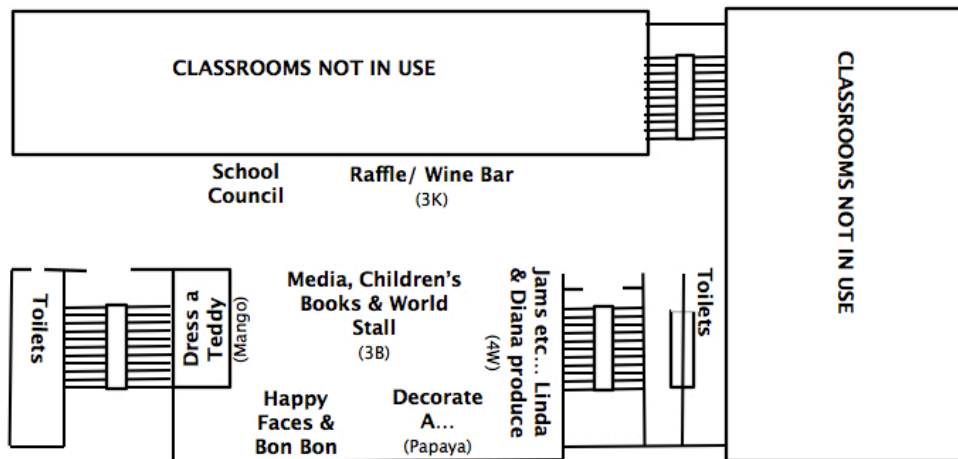 CLASSROOMS NOT IN USE
CLASSROOMS NOT IN USE
School
Council
Raffle/ Wine Bar
(3K)
Toilets
Dress a
Teddy
(Mango)
Media, Children's
Books & World
Stall
(3B)
Jams etc... Linda
& Diana produce
(4W)
Toilets
Happy
Faces &
Bon Bon
Decorate
A...
(Papaya)